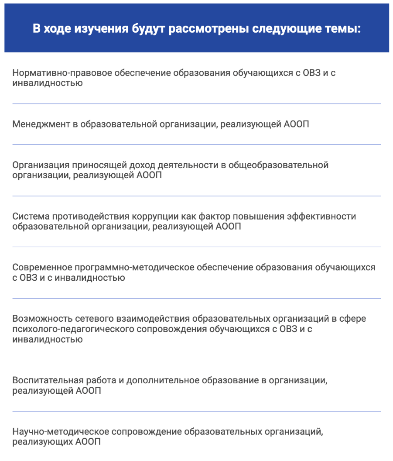 В ходе изучения будут рассмотрены следующие темы:
Нормативно-правовое обеспечение образования обучающихся с ОВЗ и с
инвалидностью
Менеджмент в образовательной организации, реализующей АООП
Организация приносящей доход деятельности в общеобразовательной
организации, реализующей АООП
Система противодействия коррупции как фактор повышения эффективности
образовательной организации, реализующей АООП
Современное программно-методическое обеспечение образования обучающихся
с ОВЗ и с инвалидностью
Возможность сетевого взаимодействия образовательных организаций в сфере
психолого-педагогического сопровождения обучающихся с ОВЗ и с
инвалидностью
Воспитательная работа и дополнительное образование в организации,
реализующей АООП
Научно-методическое сопровождение образовательных организаций,
реализующих АООП